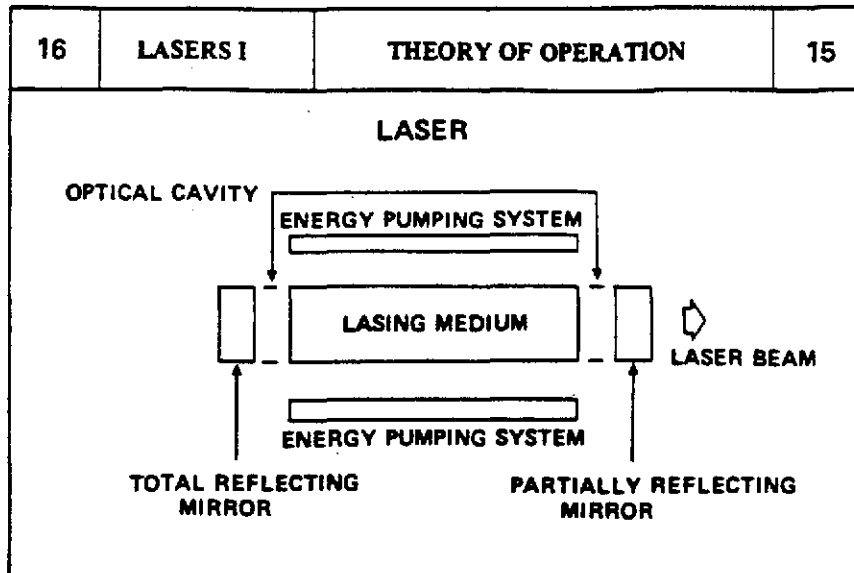 16 LASERS I THEORY OF OPERATION 15
LASER
OPTICAL CAVITY
ENERGY PUMPING SYSTEM
LASING MEDIUM
LASER BEAM
ENERGY PUMPING SYSTEM
TOTAL REFLECTING
MIRROR
PARTIALLY REFLECTING
MIRROR